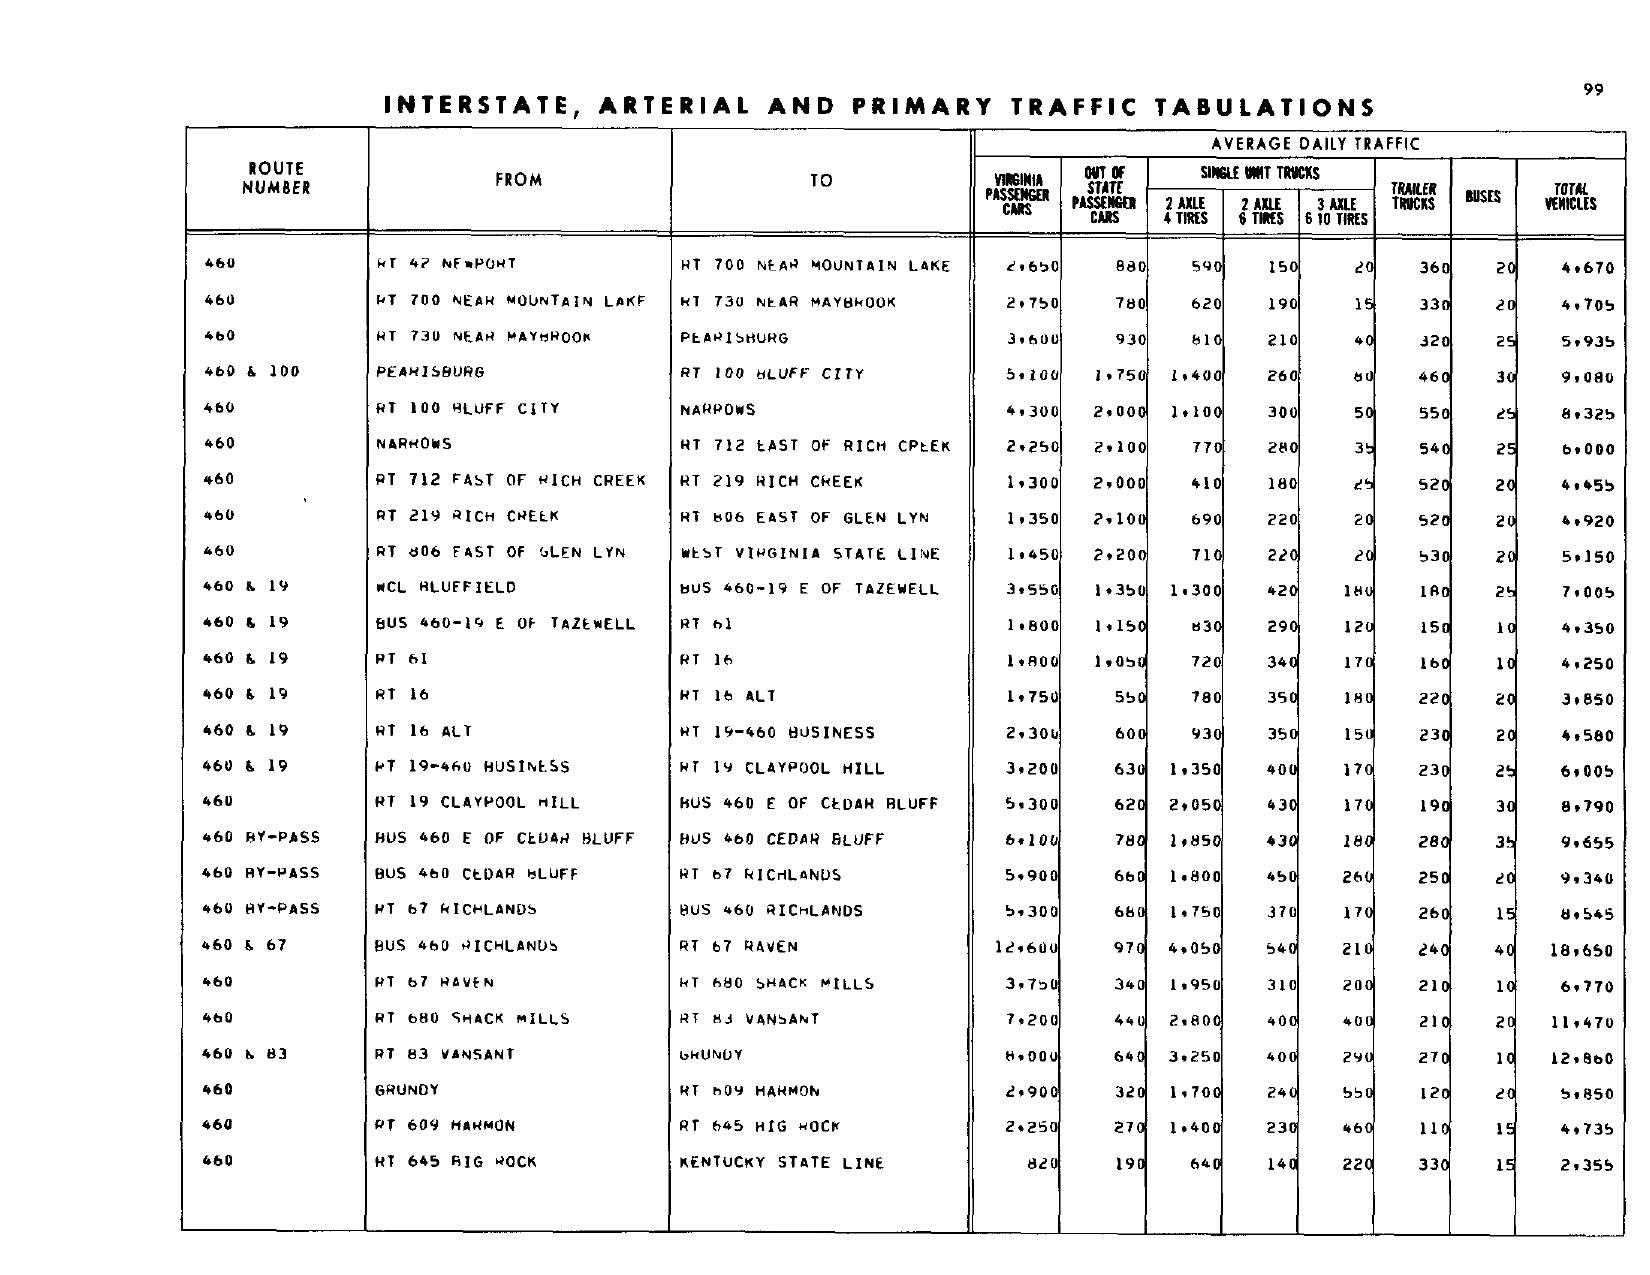 99
INTERSTATE, ARTERIAL AND PRIMARY TRAFFIC TABULATIONS
ROUTE NUMBER FROM TO AVERAGE DAILY TRAFFIC
VIRGINIA PASSENGER CARS OUT OF STATE PASSENGER CARS SINGLE UNIT TRUCKS 2 AXLE 4 TIRES 2 AXLE 6 TIRES 3 AXLE 6 10 TIRES TRAILER TRUCKS BUSES TOTAL VEHICLES
460 RT 42 NEWPORT RT 700 NEAR MOUNTAIN LAKE 2,650 880 590 150 20 360 20 4,670
460 RT 700 NEAR MOUNTAIN LAKE RT 730 NEAR MAYBROOK 2,750 780 620 190 15 330 20 4,705
460 RT 730 NEAR MAYBROOK PEARISBURG 3,600 930 810 210 40 320 25 5,935
460 & 100 PEARISBURG RT 100 BLUFF CITY 5,100 1,750 1,400 260 80 460 30 9,080
460 RT 100 BLUFF CITY NARROWS 4,300 2,000 1,100 300 50 550 25 8,325
460 NARROWS RT 712 EAST OF RICH CREEK 2,250 2,100 770 280 35 540 25 6,000
460 RT 712 EAST OF RICH CREEK RT 219 RICH CREEK 1,300 2,000 410 180 25 520 20 4,455
460 RT 219 RICH CREEK RT 806 EAST OF GLEN LYN 1,350 2,100 690 220 20 520 20 4,920
460 RT 806 EAST OF GLEN LYN WEST VIRGINIA STATE LINE 1,450 2,200 710 220 20 530 20 5,150
460 & 19 WCL BLUEFIELD BUS 460-19 E OF TAZEWELL 3,550 1,350 1,300 420 180 180 25 7,005
460 & 19 BUS 460-19 E OF TAZEWELL RT 61 1,800 1,150 830 290 120 150 10 4,350
460 & 19 RT 61 RT 16 1,800 1,050 720 340 170 160 10 4,250
460 & 19 RT 16 RT 16 ALT 1,750 550 780 350 180 220 20 3,850
460 & 19 RT 16 ALT RT 19-460 BUSINESS 2,300 600 930 350 150 230 20 4,580
460 & 19 RT 19-460 BUSINESS RT 19 CLAYPOOL HILL 3,200 630 1,350 400 170 230 25 6,005
460 RT 19 CLAYPOOL HILL BUS 460 E OF CEDAR BLUFF 5,300 620 2,050 430 170 190 30 8,790
460 BY-PASS BUS 460 E OF CEDAR BLUFF BUS 460 CEDAR BLUFF 6,100 780 1,850 430 180 280 35 9,655
460 BY-PASS BUS 460 CEDAR BLUFF RT 67 RICHLANDS 5,900 660 1,800 450 260 250 20 9,340
460 BY-PASS RT 67 RICHLANDS BUS 460 RICHLANDS 5,300 680 1,750 370 170 260 15 8,545
460 & 67 BUS 460 RICHLANDS RT 67 RAVEN 12,600 970 4,050 540 210 240 40 18,650
460 RT 67 RAVEN RT 680 SHACK MILLS 3,750 340 1,950 310 200 210 10 6,770
460 RT 680 SHACK MILLS RT 83 VANSANT 7,200 440 2,800 400 400 210 20 11,470
460 & 83 RT 83 VANSANT GRUNDY 8,000 640 3,250 400 290 270 10 12,860
460 GRUNDY RT 609 HARMON 2,900 320 1,700 240 550 120 20 5,850
460 RT 609 HARMON RT 645 BIG ROCK 2,250 270 1,400 230 460 110 15 4,735
460 RT 645 BIG ROCK KENTUCKY STATE LINE 820 190 640 140 220 330 15 2,355